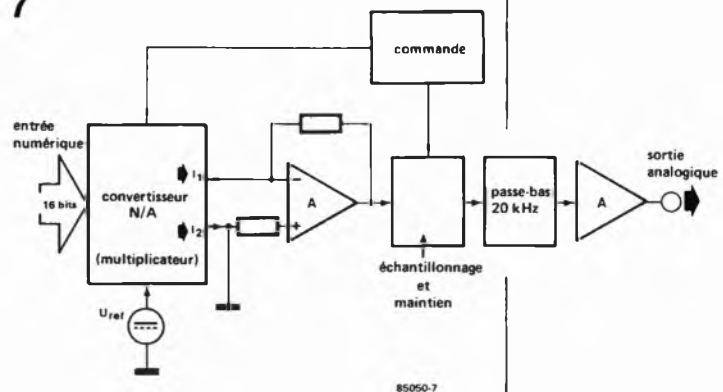 7
commande
entrée
numérique
16 bits
I1
convertisseur
N/A
I2
(multiplicateur)
Uref
A
échantillonnage
et
maintien
passe-bas
20 kHz
A
sortie
analogique
85050-7